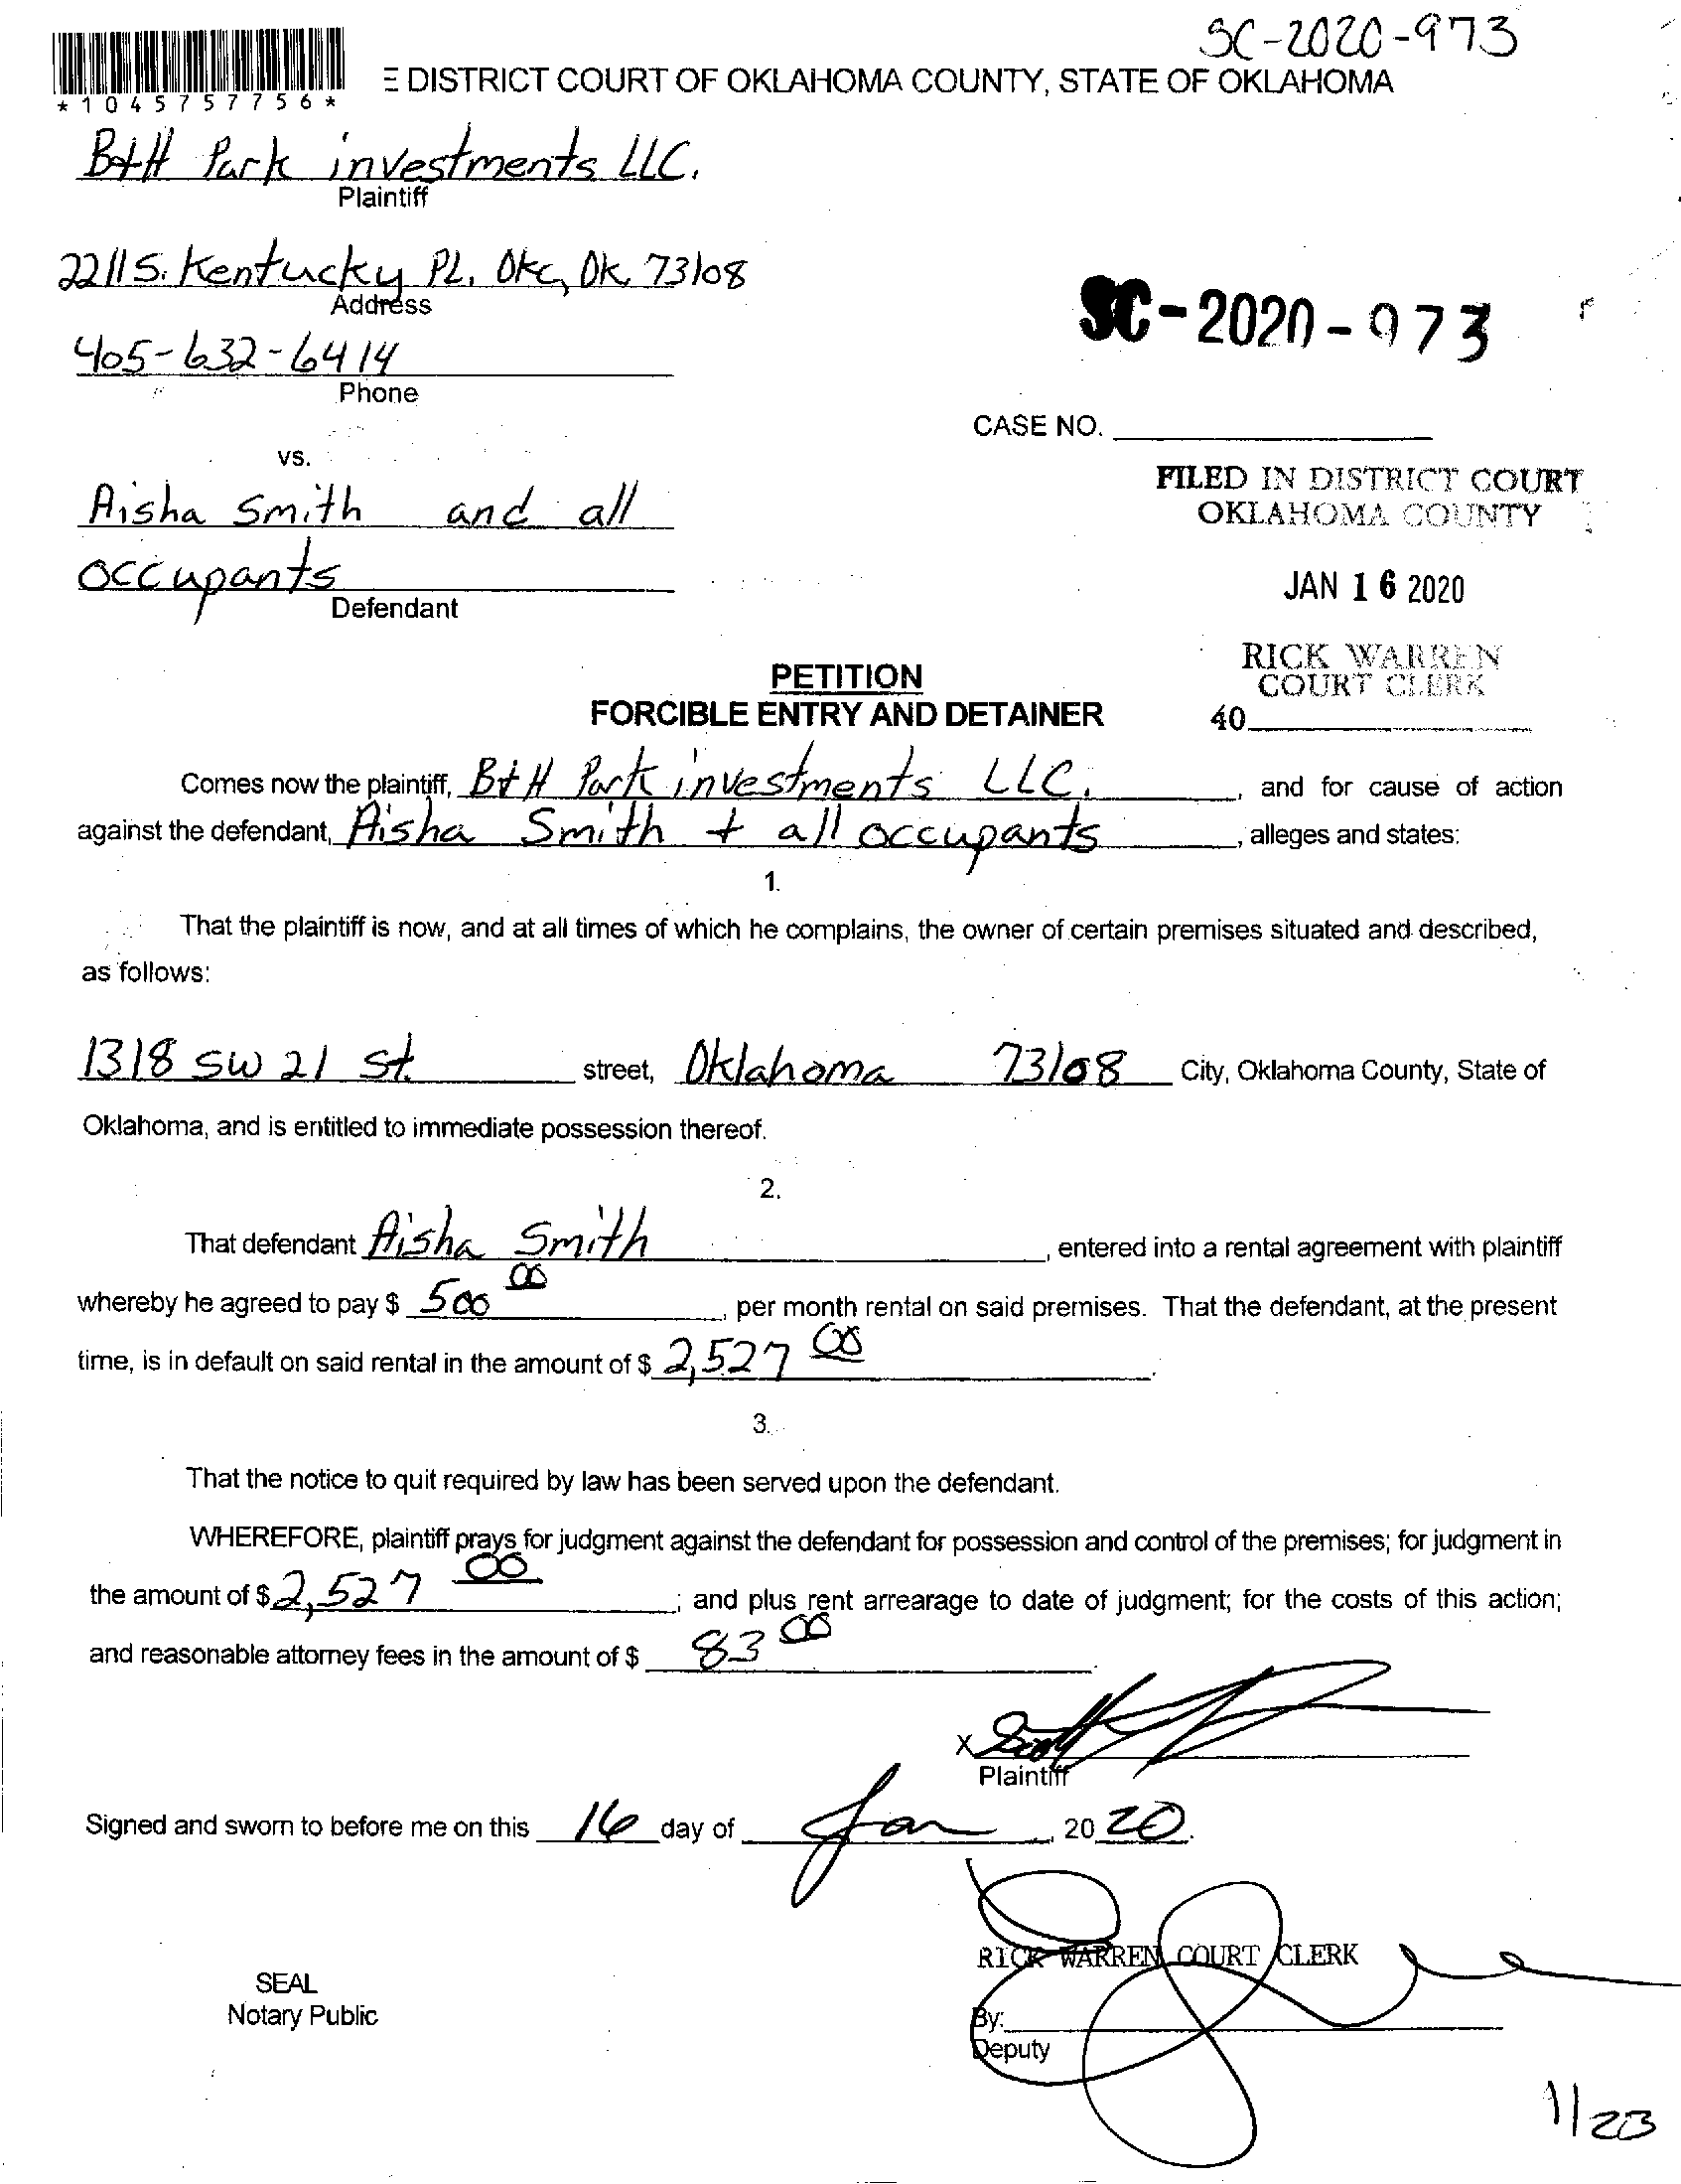 SC-2020-973
*1045757756*
E DISTRICT COURT OF OKLAHOMA COUNTY, STATE OF OKLAHOMA
B+H Park investments LLC.
Plaintiff
2211 S. Kentucky PL. Okc, Ok. 73108
Address
405-632-6414
Phone
SC-2020-973
CASE NO.
vs.
Aisha Smith and all
occupants
Defendant
FILED IN DISTRICT COURT
OKLAHOMA COUNTY
JAN 16 2020
RICK WARREN
COURT CLERK
40
PETITION
FORCIBLE ENTRY AND DETAINER
Comes now the plaintiff, B+H Park investments LLC. , and for cause of action
against the defendant, Aisha Smith + all occupants , alleges and states:
1.
That the plaintiff is now, and at all times of which he complains, the owner of certain premises situated and described,
as follows:
1318 SW 21 st. street, Oklahoma 73108 City, Oklahoma County, State of
Oklahoma, and is entitled to immediate possession thereof.
2.
That defendant Aisha Smith , entered into a rental agreement with plaintiff
whereby he agreed to pay $ 500 00 , per month rental on said premises. That the defendant, at the present
time, is in default on said rental in the amount of $ 2,527 00 .
3.
That the notice to quit required by law has been served upon the defendant.
WHEREFORE, plaintiff prays for judgment against the defendant for possession and control of the premises; for judgment in
the amount of $ 2,527 00 ; and plus rent arrearage to date of judgment; for the costs of this action;
and reasonable attorney fees in the amount of $ 83 00 .
X
Plaintiff
Signed and sworn to before me on this 16 day of Jan , 20 20.
RICK WARREN COURT CLERK
SEAL
Notary Public
By:
Deputy
1/23